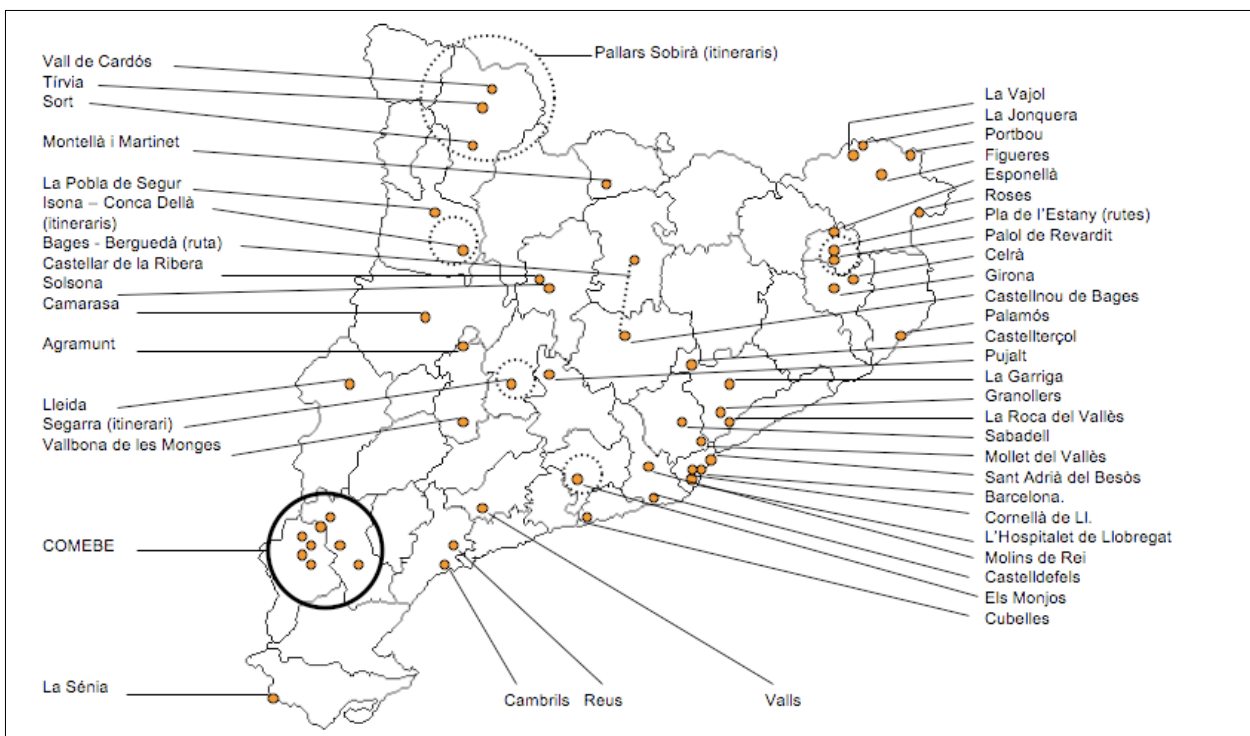 Pallars Sobirà (itineraris)
Vall de Cardós
Tírvia
Sort
Montellà i Martinet
La Pobla de Segur
Isona – Conca Dellà
(itineraris)
Bages - Berguedà (ruta)
Castellar de la Ribera
Solsona
Camarasa
Agramunt
Lleida
Segarra (itinerari)
Vallbona de les Monges
COMEBE
La Sénia
La Vajol
La Jonquera
Portbou
Figueres
Esponellà
Roses
Pla de l'Estany (rutes)
Palol de Revardit
Celrà
Girona
Castellnou de Bages
Palamós
Castellterçol
Pujalt
La Garriga
Granollers
La Roca del Vallès
Sabadell
Mollet del Vallès
Sant Adrià del Besòs
Barcelona.
Cornellà de Ll.
L'Hospitalet de Llobregat
Molins de Rei
Castelldefels
Els Monjos
Cubelles
Cambrils
Reus
Valls